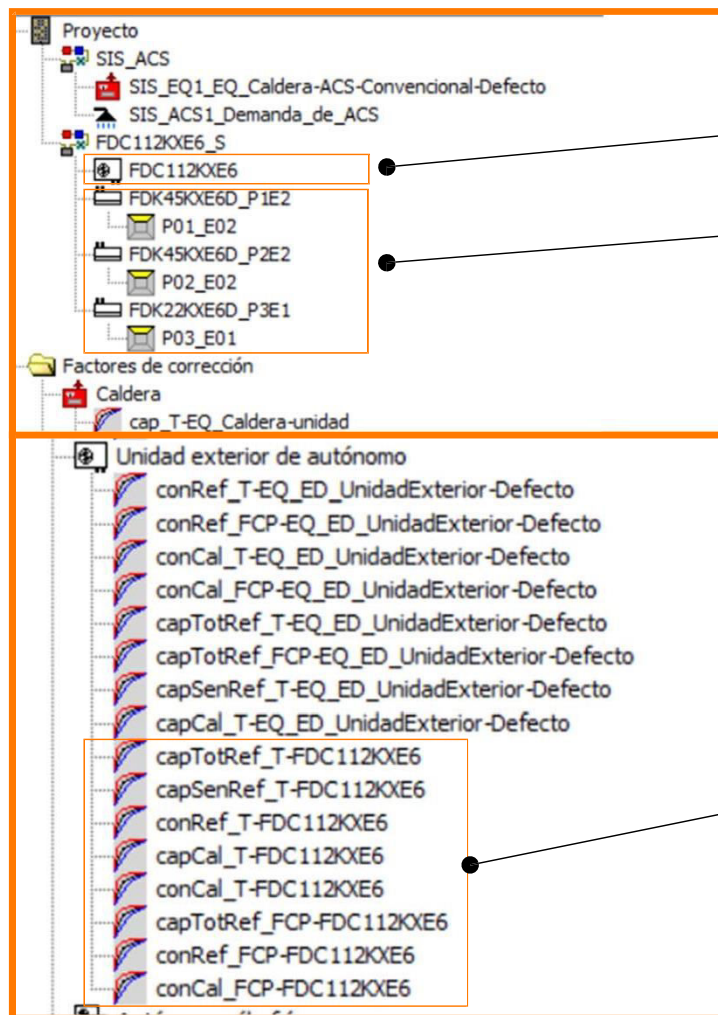 Proyecto
SIS_ACS
SIS_EQ1_EQ_Caldera-ACS-Convencional-Defecto
SIS_ACS1_Demanda_de_ACS
FDC112KXE6_S
FDC112KXE6
FDK45KXE6D_P1E2
P01_E02
FDK45KXE6D_P2E2
P02_E02
FDK22KXE6D_P3E1
P03_E01
Factores de corrección
Caldera
cap_T-EQ_Caldera-unidad
Unidad exterior de autónomo
conRef_T-EQ_ED_UnidadExterior-Defecto
conRef_FCP-EQ_ED_UnidadExterior-Defecto
conCal_T-EQ_ED_UnidadExterior-Defecto
conCal_FCP-EQ_ED_UnidadExterior-Defecto
capTotRef_T-EQ_ED_UnidadExterior-Defecto
capTotRef_FCP-EQ_ED_UnidadExterior-Defecto
capSenRef_T-EQ_ED_UnidadExterior-Defecto
capCal_T-EQ_ED_UnidadExterior-Defecto
capTotRef_T-FDC112KXE6
capSenRef_T-FDC112KXE6
conRef_T-FDC112KXE6
capCal_T-FDC112KXE6
conCal_T-FDC112KXE6
capTotRef_FCP-FDC112KXE6
conRef_FCP-FDC112KXE6
conCal_FCP-FDC112KXE6